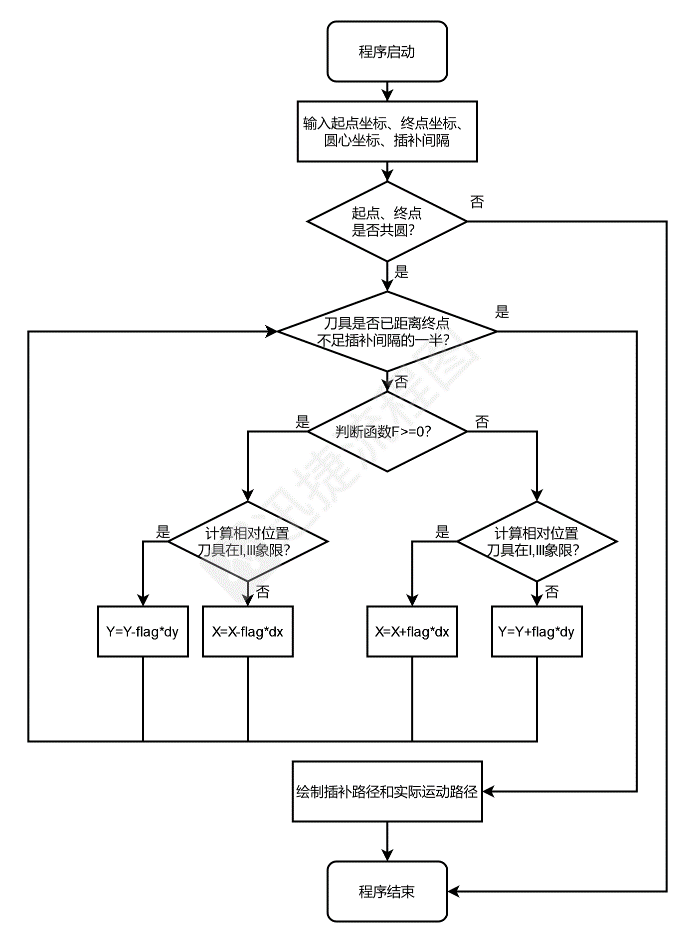 程序启动
输入起点坐标、终点坐标、
圆心坐标、插补间隔
起点、终点
是否共圆?
否
是
刀具是否已距离终点
不足插补间隔的一半?
是
否
判断函数F>=0?
是
否
计算相对位置
刀具在I,III象限?
是
否
计算相对位置
刀具在I,III象限?
是
否
Y=Y-flag*dy
X=X-flag*dx
X=X+flag*dx
Y=Y+flag*dy
绘制插补路径和实际运动路径
程序结束
迅捷流程图